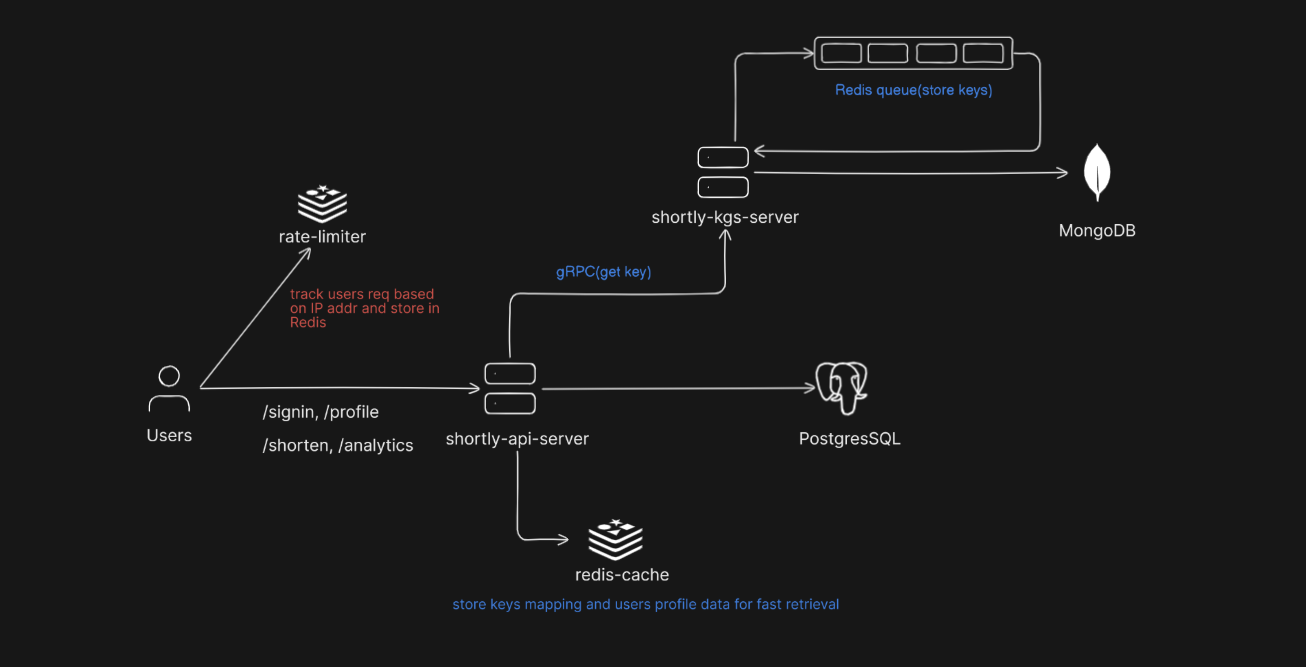 Redis queue(store keys)
shortly-kgs-server
MongoDB
rate-limiter
gRPC(get key)
track users req based
on IP addr and store in
Redis
Users
/signin, /profile
/shorten, /analytics
shortly-api-server
PostgresSQL
redis-cache
store keys mapping and users profile data for fast retrieval